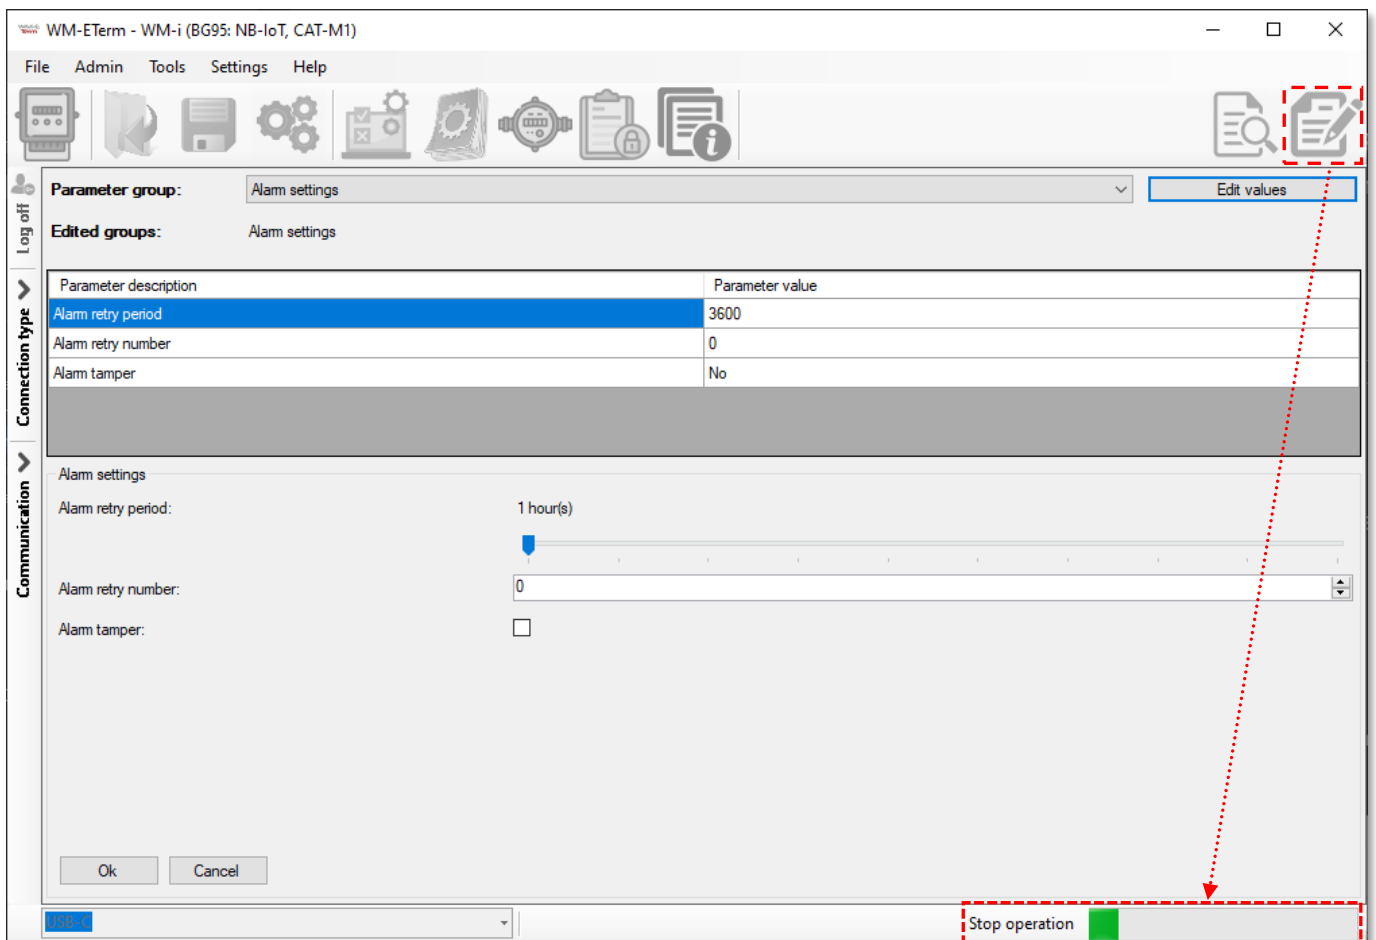 WM-ETerm - WM-i (BG95: NB-IoT, CAT-M1)
File Admin Tools Settings Help
Log off
Connection type
Communication
Parameter group: Alarm settings Edit values
Edited groups: Alarm settings
Parameter description Parameter value
Alarm retry period 3600
Alarm retry number 0
Alarm tamper No
Alarm settings
Alarm retry period: 1 hour(s)
Alarm retry number: 0
Alarm tamper:
Ok Cancel
USB-C Stop operation